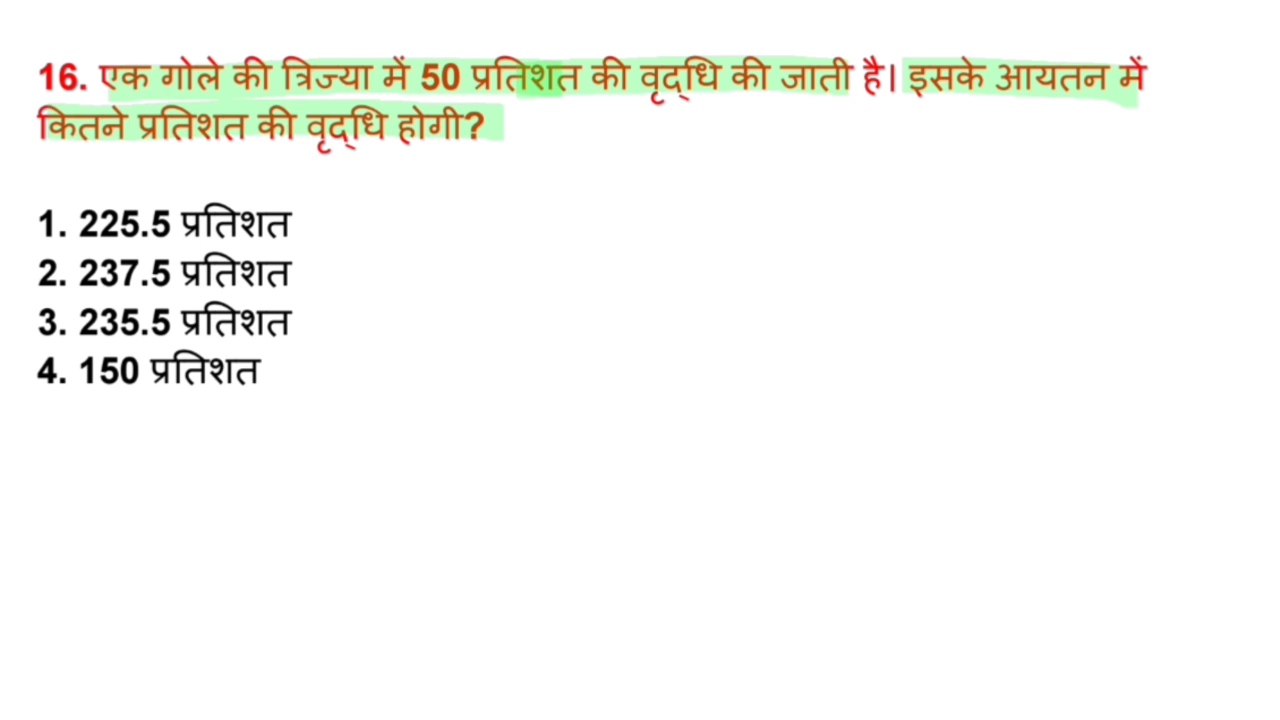 16. एक गोले की त्रिज्या में 50 प्रतिशत की वृद्धि की जाती है। इसके आयतन में
कितने प्रतिशत की वृद्धि होगी?
1. 225.5 प्रतिशत
2. 237.5 प्रतिशत
3. 235.5 प्रतिशत
4. 150 प्रतिशत